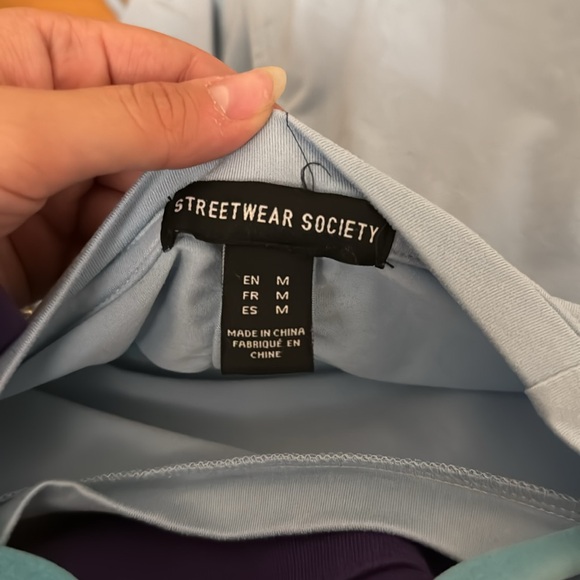 STREETWEAR SOCIETY
EN M
FR M
ES M
MADE IN CHINA
FABRIQUÉ EN
CHINE